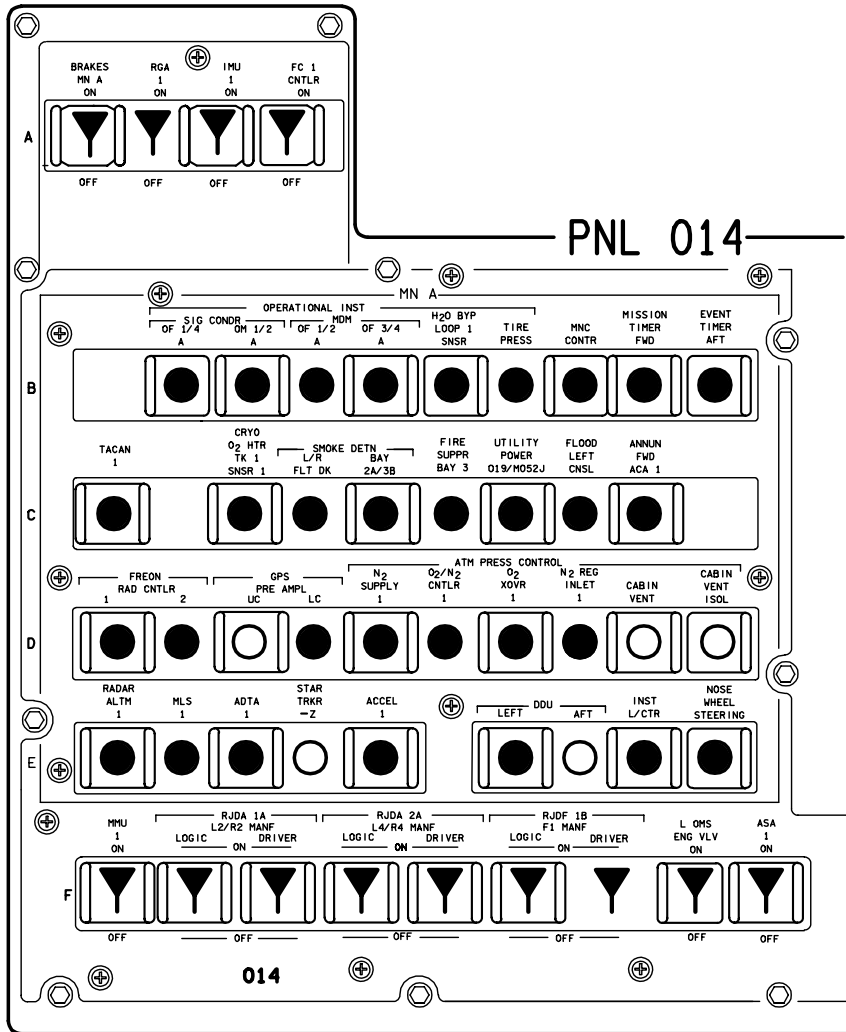 BRAKES RGA IMU FC 1
MN A 1 1 CNTLR
ON ON ON ON
A
OFF OFF OFF OFF
PNL 014
MN A
OPERATIONAL INST
SIG CONDR MDM H2O BYP MISSION EVENT
OF 1/4 OM 1/2 OF 1/2 OF 3/4 LOOP 1 TIRE MNC TIMER TIMER
A A A A SNSR PRESS CONTR FWD AFT
B
CRYO
TACAN O2 HTR SMOKE DETN FIRE UTILITY FLOOD ANNUN
1 TK 1 L/R BAY SUPPR POWER LEFT FWD
SNSR 1 FLT DK 2A/3B BAY 3 019/M052J CNSL ACA 1
C
ATM PRESS CONTROL
FREON GPS N2 O2/N2 O2 N2 REG CABIN
RAD CNTLR PRE AMPL SUPPLY CNTLR XOVR INLET CABIN VENT
1 2 UC LC 1 1 1 1 VENT ISOL
D
RADAR STAR NOSE
ALTM MLS ADTA TRKR ACCEL DDU INST WHEEL
1 1 1 -Z 1 LEFT AFT L/CTR STEERING
E
MMU RJDA 1A RJDA 2A RJDF 1B L OMS ASA
1 L2/R2 MANF L4/R4 MANF F1 MANF ENG VLV 1
ON LOGIC ON DRIVER LOGIC ON DRIVER LOGIC ON DRIVER ON ON
F
OFF OFF OFF OFF OFF OFF
014